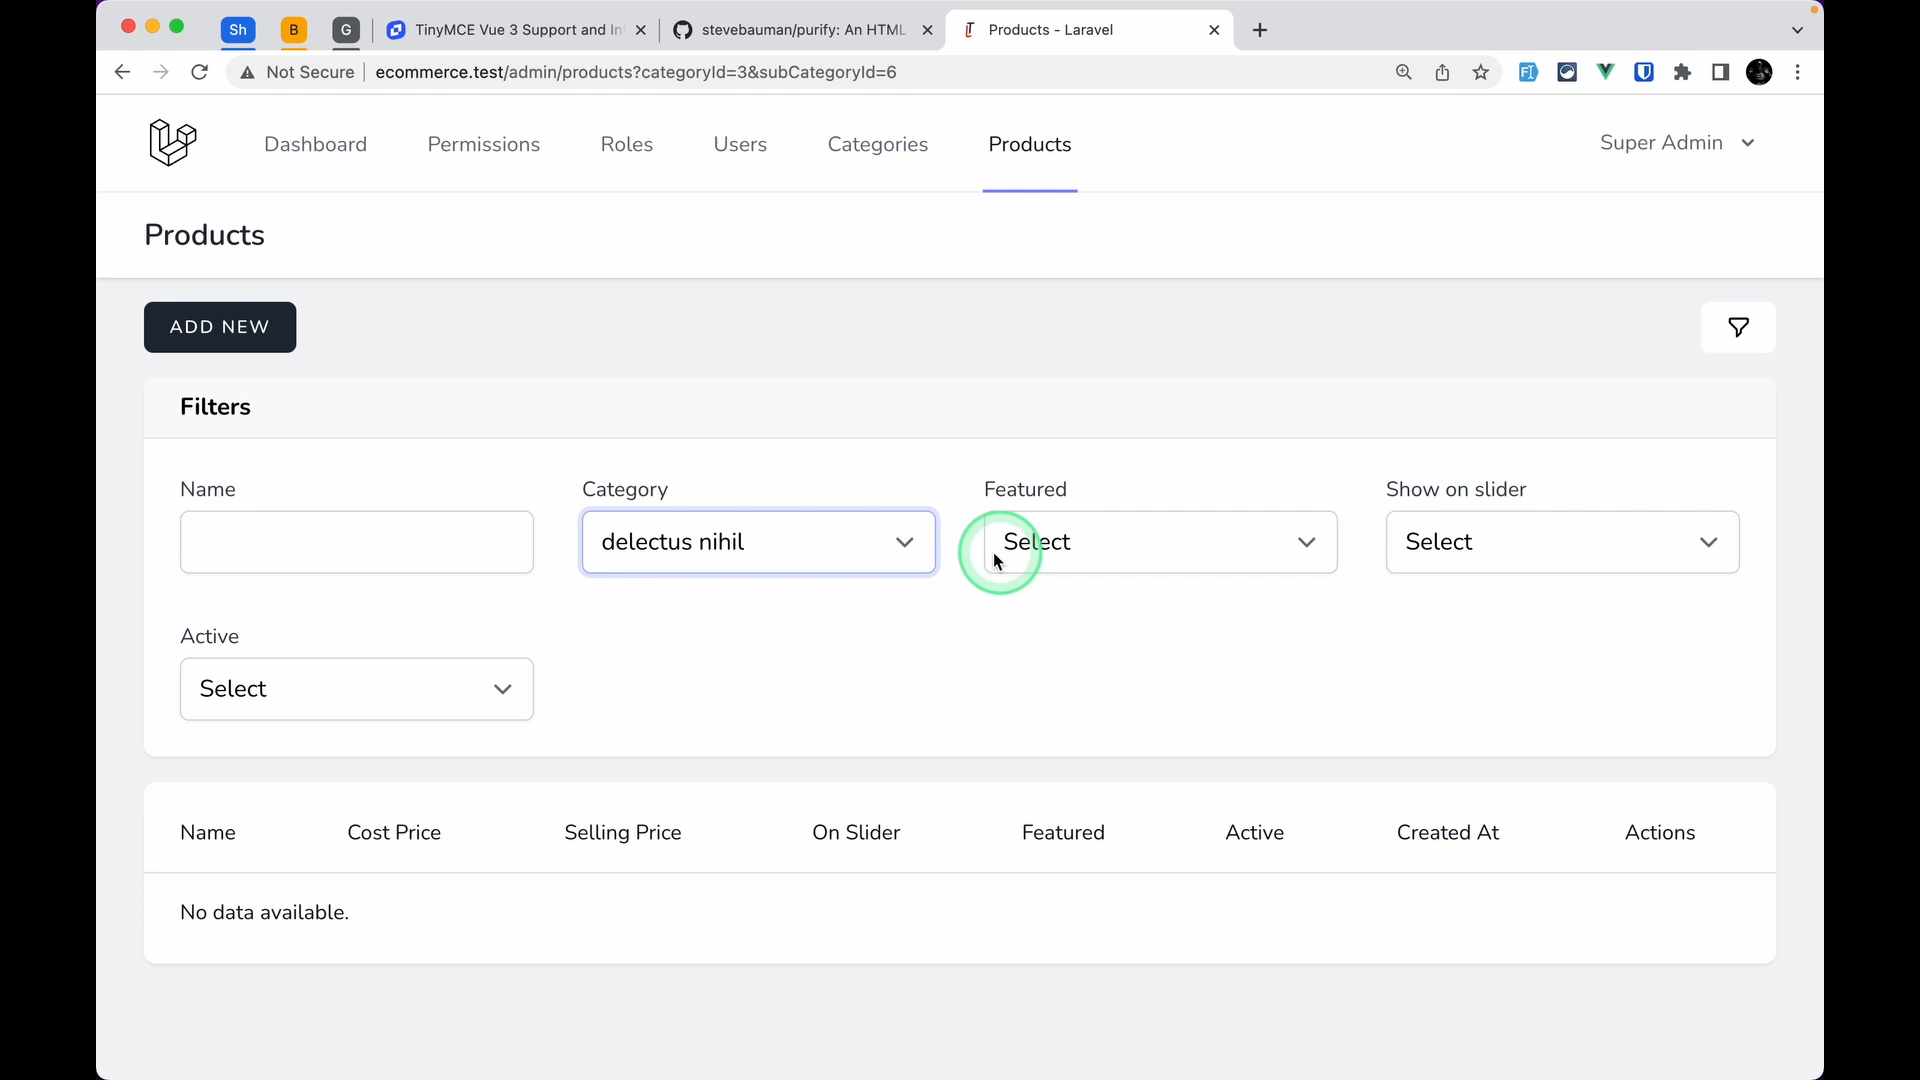 Sh
B
G
TinyMCE Vue 3 Support and In
stevebauman/purify: An HTML
Products - Laravel
Not Secure
ecommerce.test/admin/products?categoryId=3&subCategoryId=6
Dashboard
Permissions
Roles
Users
Categories
Products
Super Admin
Products
ADD NEW
Filters
Name
Category
Featured
Show on slider
delectus nihil
Select
Select
Active
Select
Name
Cost Price
Selling Price
On Slider
Featured
Active
Created At
Actions
No data available.